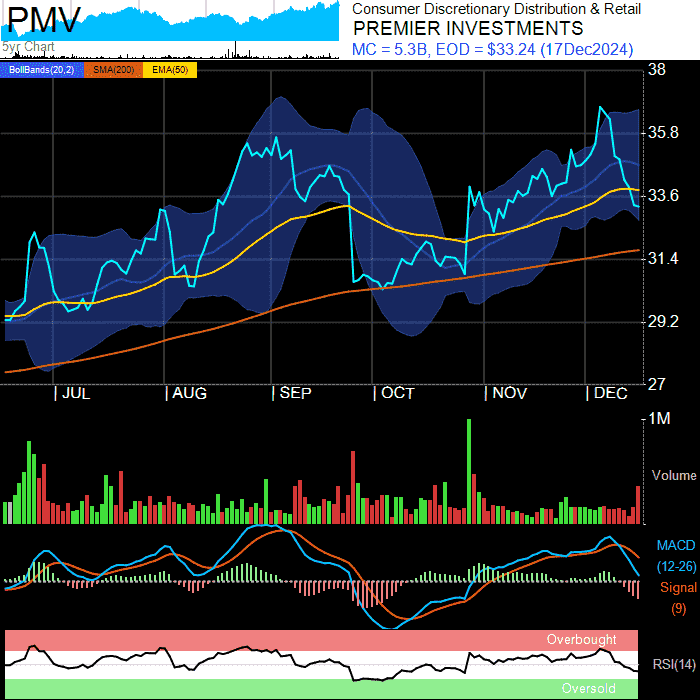 PMV
5yr Chart
Consumer Discretionary Distribution & Retail
PREMIER INVESTMENTS
MC = 5.3B, EOD = $33.24 (17Dec2024)
BollBands(20,2) SMA(200) EMA(50)
38
35.8
33.6
31.4
29.2
27
JUL AUG SEP OCT NOV DEC
1M
Volume
MACD
(12-26)
Signal
(9)
Overbought
RSI(14)
Oversold